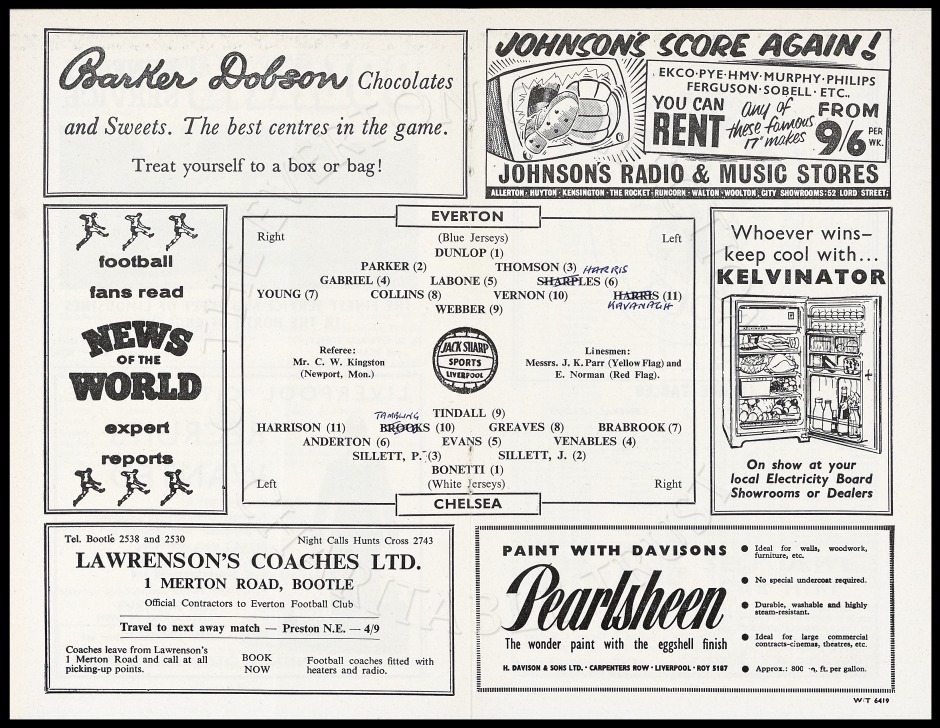 Barker Dobson Chocolates
and Sweets. The best centres in the game.
Treat yourself to a box or bag!
JOHNSON'S SCORE AGAIN!
EKCO·PYE·HMV·MURPHY·PHILIPS
FERGUSON·SOBELL·ETC.,
YOU CAN
RENT
any of
these famous
17" makes
FROM
9/6 PER WK.
JOHNSON'S RADIO & MUSIC STORES
ALLERTON· HUYTON· KENSINGTON· THE ROCKET· RUNCORN· WALTON· WOOLTON, CITY SHOWROOMS: 52 LORD STREET;
football
fans read
NEWS
OF THE
WORLD
expert
reports
EVERTON
Right (Blue Jerseys) Left
DUNLOP (1)
PARKER (2) THOMSON (3) HARRIS
GABRIEL (4) LABONE (5) SHARPLES (6)
YOUNG (7) COLLINS (8) VERNON (10) HARRIS (11)
KAVANAGH
WEBBER (9)
Referee:
Mr. C. W. Kingston
(Newport, Mon.)
JACK SHARP
SPORTS
LIVERPOOL
Linesmen:
Messrs. J. K. Parr (Yellow Flag) and
E. Norman (Red Flag).
TINDALL (9)
TAMBLING
HARRISON (11) BROOKS (10) GREAVES (8) BRABROOK (7)
ANDERTON (6) EVANS (5) VENABLES (4)
SILLETT, P. (3) SILLETT, J. (2)
BONETTI (1)
Left (White Jerseys) Right
CHELSEA
Whoever wins—
keep cool with...
KELVINATOR
KELVINATOR
On show at your
local Electricity Board
Showrooms or Dealers
Tel. Bootle 2538 and 2530 Night Calls Hunts Cross 2743
LAWRENSON'S COACHES LTD.
1 MERTON ROAD, BOOTLE
Official Contractors to Everton Football Club
Travel to next away match — Preston N.E. — 4/9
Coaches leave from Lawrenson's
1 Merton Road and call at all
picking-up points.
BOOK
NOW
Football coaches fitted with
heaters and radio.
PAINT WITH DAVISONS
Pearlsheen
The wonder paint with the eggshell finish
H. DAVISON & SONS LTD. · CARPENTERS ROW · LIVERPOOL · ROY 5187
● Ideal for walls, woodwork,
furniture, etc.
● No special undercoat required.
● Durable, washable and highly
steam-resistant.
● Ideal for large commercial
contracts-cinemas, theatres, etc.
● Approx.: 800 ft. per gallon.
W/T 6419